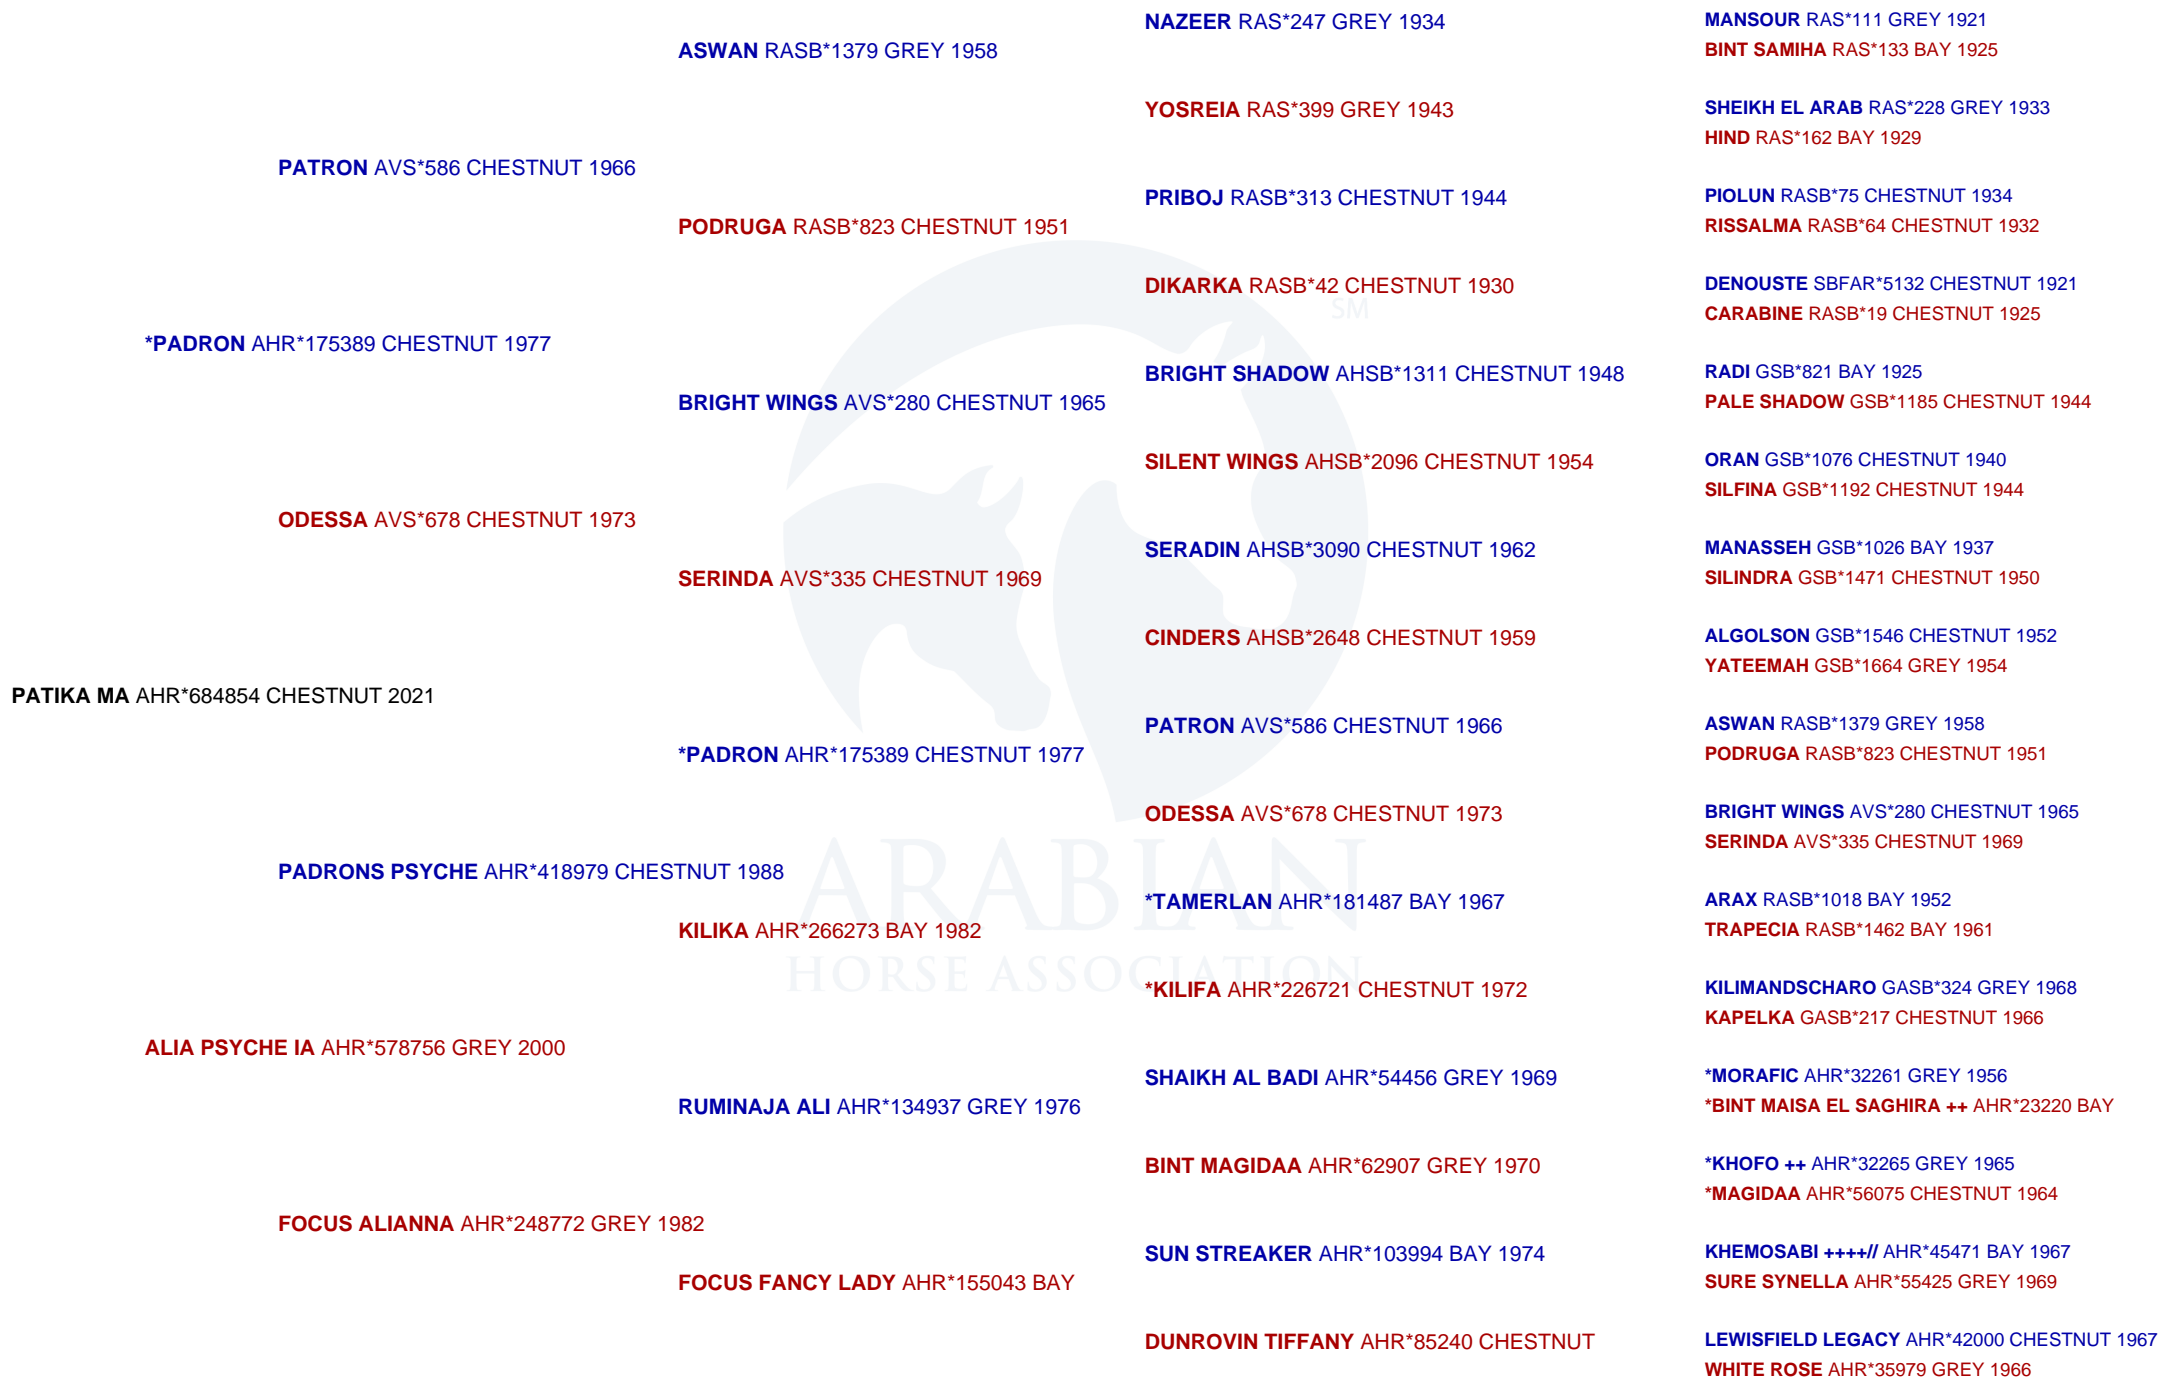 NAZEER RAS*247 GREY 1934
MANSOUR RAS*111 GREY 1921
ASWAN RASB*1379 GREY 1958
BINT SAMIHA RAS*133 BAY 1925
YOSREIA RAS*399 GREY 1943
SHEIKH EL ARAB RAS*228 GREY 1933
HIND RAS*162 BAY 1929
PATRON AVS*586 CHESTNUT 1966
PRIBOJ RASB*313 CHESTNUT 1944
PIOLUN RASB*75 CHESTNUT 1934
PODRUGA RASB*823 CHESTNUT 1951
RISSALMA RASB*64 CHESTNUT 1932
DIKARKA RASB*42 CHESTNUT 1930
DENOUSTE SBFAR*5132 CHESTNUT 1921
SM
CARABINE RASB*19 CHESTNUT 1925
*PADRON AHR*175389 CHESTNUT 1977
BRIGHT SHADOW AHSB*1311 CHESTNUT 1948
RADI GSB*821 BAY 1925
BRIGHT WINGS AVS*280 CHESTNUT 1965
PALE SHADOW GSB*1185 CHESTNUT 1944
SILENT WINGS AHSB*2096 CHESTNUT 1954
ORAN GSB*1076 CHESTNUT 1940
SILFINA GSB*1192 CHESTNUT 1944
ODESSA AVS*678 CHESTNUT 1973
SERADIN AHSB*3090 CHESTNUT 1962
MANASSEH GSB*1026 BAY 1937
SERINDA AVS*335 CHESTNUT 1969
SILINDRA GSB*1471 CHESTNUT 1950
CINDERS AHSB*2648 CHESTNUT 1959
ALGOLSON GSB*1546 CHESTNUT 1952
YATEEMAH GSB*1664 GREY 1954
PATIKA MA AHR*684854 CHESTNUT 2021
PATRON AVS*586 CHESTNUT 1966
ASWAN RASB*1379 GREY 1958
*PADRON AHR*175389 CHESTNUT 1977
PODRUGA RASB*823 CHESTNUT 1951
ODESSA AVS*678 CHESTNUT 1973
BRIGHT WINGS AVS*280 CHESTNUT 1965
SERINDA AVS*335 CHESTNUT 1969
PADRONS PSYCHE AHR*418979 CHESTNUT 1988
ARABIAN
*TAMERLAN AHR*181487 BAY 1967
ARAX RASB*1018 BAY 1952
KILIKA AHR*266273 BAY 1982
TRAPECIA RASB*1462 BAY 1961
HORSE ASSOCIATION
*KILIFA AHR*226721 CHESTNUT 1972
KILIMANDSCHARO GASB*324 GREY 1968
KAPELKA GASB*217 CHESTNUT 1966
ALIA PSYCHE IA AHR*578756 GREY 2000
SHAIKH AL BADI AHR*54456 GREY 1969
*MORAFIC AHR*32261 GREY 1956
RUMINAJA ALI AHR*134937 GREY 1976
*BINT MAISA EL SAGHIRA ++ AHR*23220 BAY
BINT MAGIDAA AHR*62907 GREY 1970
*KHOFO ++ AHR*32265 GREY 1965
*MAGIDAA AHR*56075 CHESTNUT 1964
FOCUS ALIANNA AHR*248772 GREY 1982
SUN STREAKER AHR*103994 BAY 1974
KHEMOSABI ++++// AHR*45471 BAY 1967
FOCUS FANCY LADY AHR*155043 BAY
SURE SYNELLA AHR*55425 GREY 1969
DUNROVIN TIFFANY AHR*85240 CHESTNUT
LEWISFIELD LEGACY AHR*42000 CHESTNUT 1967
WHITE ROSE AHR*35979 GREY 1966